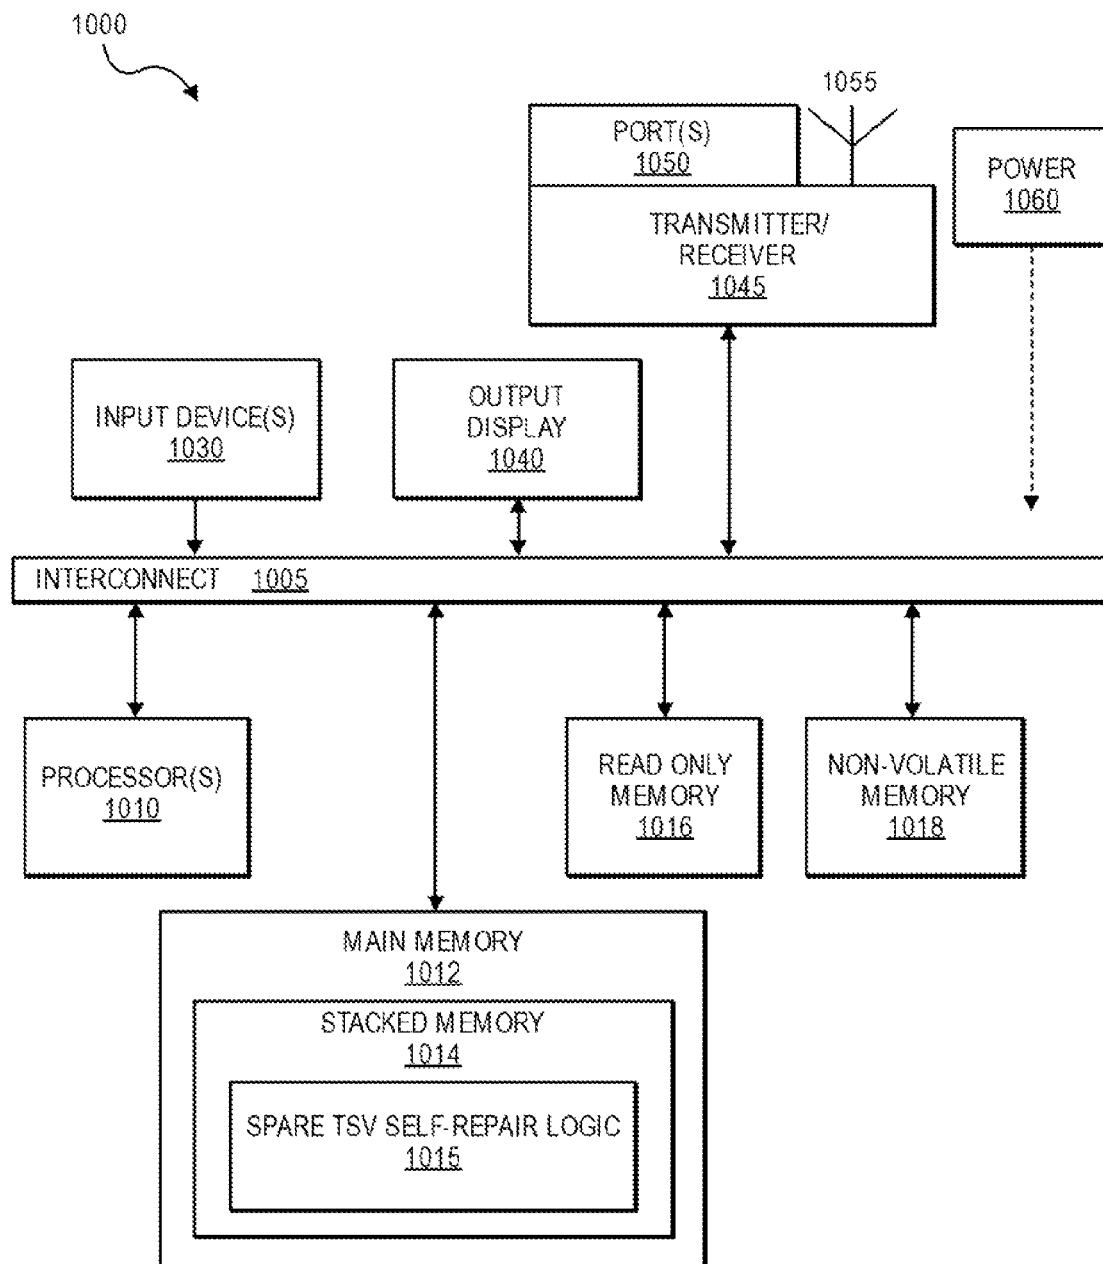 1000
1055
PORT(S)
1050
POWER
1060
TRANSMITTER/
RECEIVER
1045
INPUT DEVICE(S)
1030
OUTPUT
DISPLAY
1040
INTERCONNECT 1005
PROCESSOR(S)
1010
READ ONLY
MEMORY
1016
NON-VOLATILE
MEMORY
1018
MAIN MEMORY
1012
STACKED MEMORY
1014
SPARE TSV SELF-REPAIR LOGIC
1015